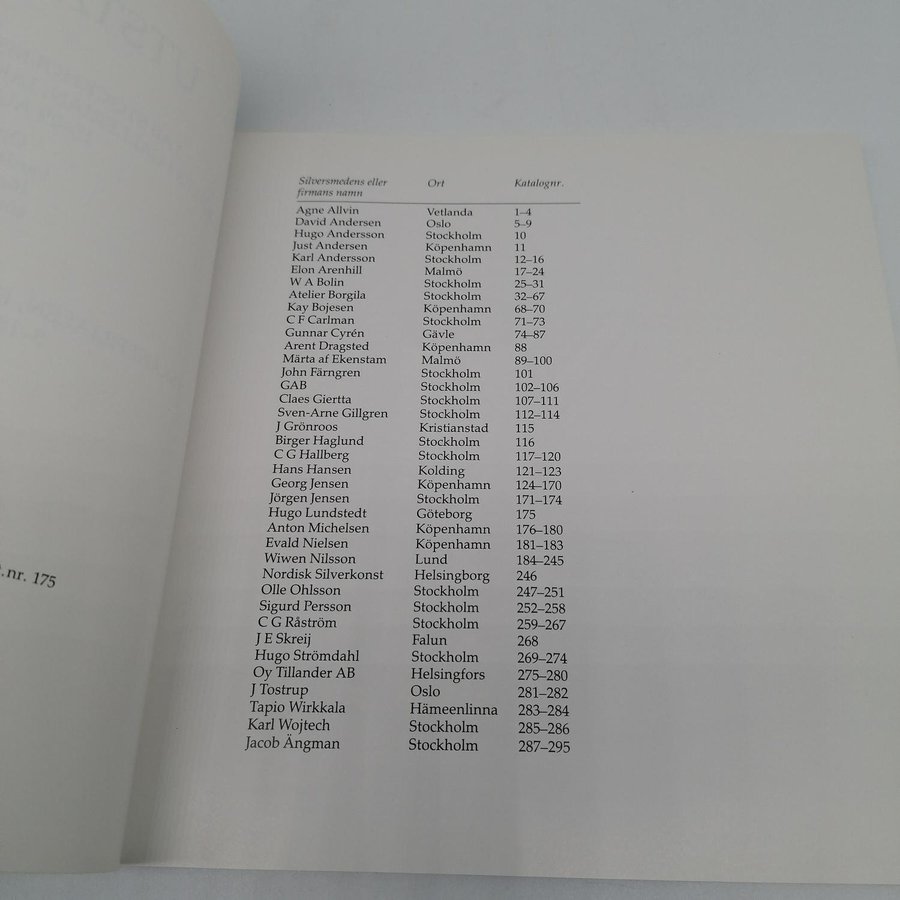 t.nr. 175
Silversmedens eller firmans namn Ort Katalognr.
Agne Allvin Vetlanda 1–4
David Andersen Oslo 5–9
Hugo Andersson Stockholm 10
Just Andersen Köpenhamn 11
Karl Andersson Stockholm 12–16
Elon Arenhill Malmö 17–24
W A Bolin Stockholm 25–31
Atelier Borgila Stockholm 32–67
Kay Bojesen Köpenhamn 68–70
C F Carlman Stockholm 71–73
Gunnar Cyrén Gävle 74–87
Arent Dragsted Köpenhamn 88
Märta af Ekenstam Malmö 89–100
John Färngren Stockholm 101
GAB Stockholm 102–106
Claes Giertta Stockholm 107–111
Sven-Arne Gillgren Stockholm 112–114
J Grönroos Kristianstad 115
Birger Haglund Stockholm 116
C G Hallberg Stockholm 117–120
Hans Hansen Kolding 121–123
Georg Jensen Köpenhamn 124–170
Jörgen Jensen Stockholm 171–174
Hugo Lundstedt Göteborg 175
Anton Michelsen Köpenhamn 176–180
Evald Nielsen Köpenhamn 181–183
Wiwen Nilsson Lund 184–245
Nordisk Silverkonst Helsingborg 246
Olle Ohlsson Stockholm 247–251
Sigurd Persson Stockholm 252–258
C G Råström Stockholm 259–267
J E Skreij Falun 268
Hugo Strömdahl Stockholm 269–274
Oy Tillander AB Helsingfors 275–280
J Tostrup Oslo 281–282
Tapio Wirkkala Hämeenlinna 283–284
Karl Wojtech Stockholm 285–286
Jacob Ängman Stockholm 287–295